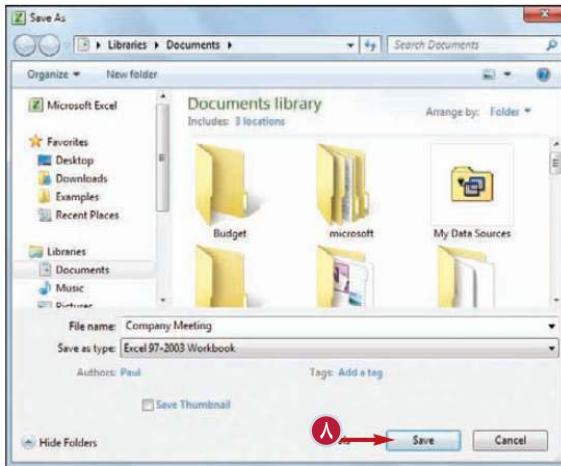 Save As
Libraries ▸ Documents ▸
Search Documents
Organize
New folder
Microsoft Excel
Favorites
Desktop
Downloads
Examples
Recent Places
Libraries
Documents
Music
Pictures
Documents library
Includes: 3 locations
Arrange by: Folder
Budget
microsoft
My Data Sources
File name: Company Meeting
Save as type: Excel 97-2003 Workbook
Authors: Paul
Tags: Add a tag
Save Thumbnail
Hide Folders
٨
Save
Cancel